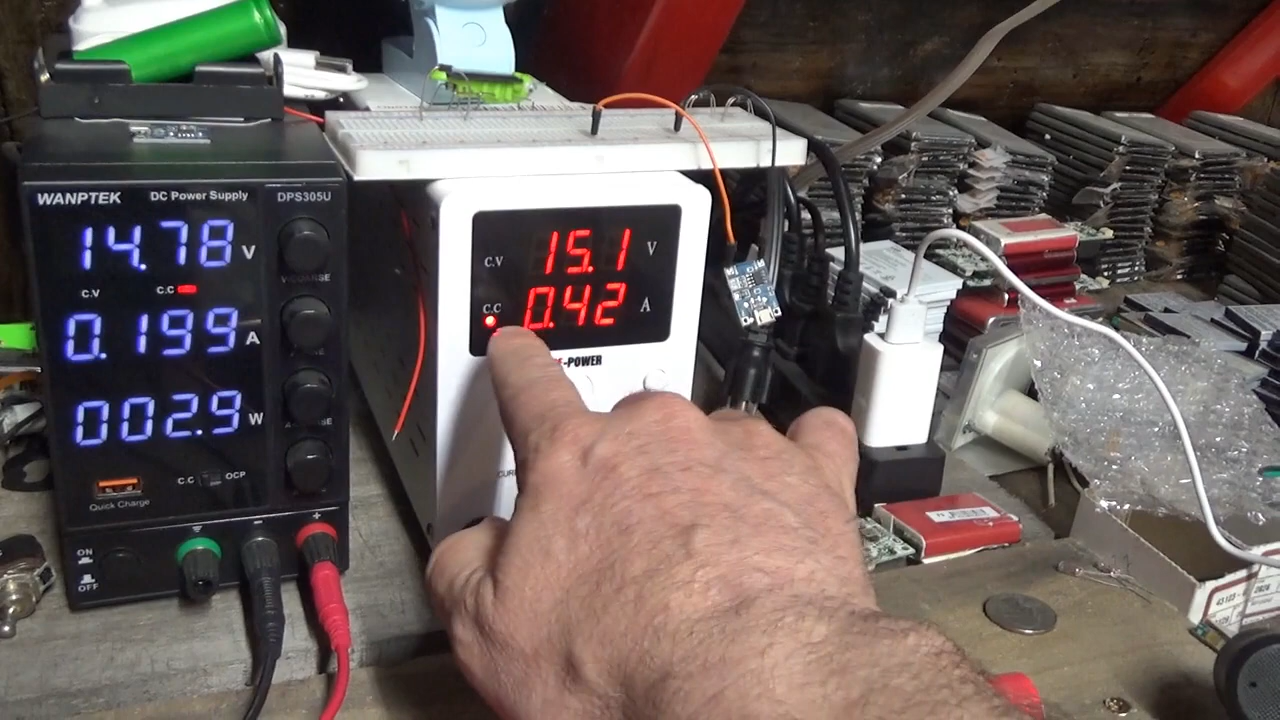 WANPTEK
DC Power Supply
DPS305U
14.78 V
C.V
C.C
0.199 A
002.9 W
C.C
OCP
Quick Charge
ON
OFF
C.V
15.1 V
C.C
0.42 A
-POWER